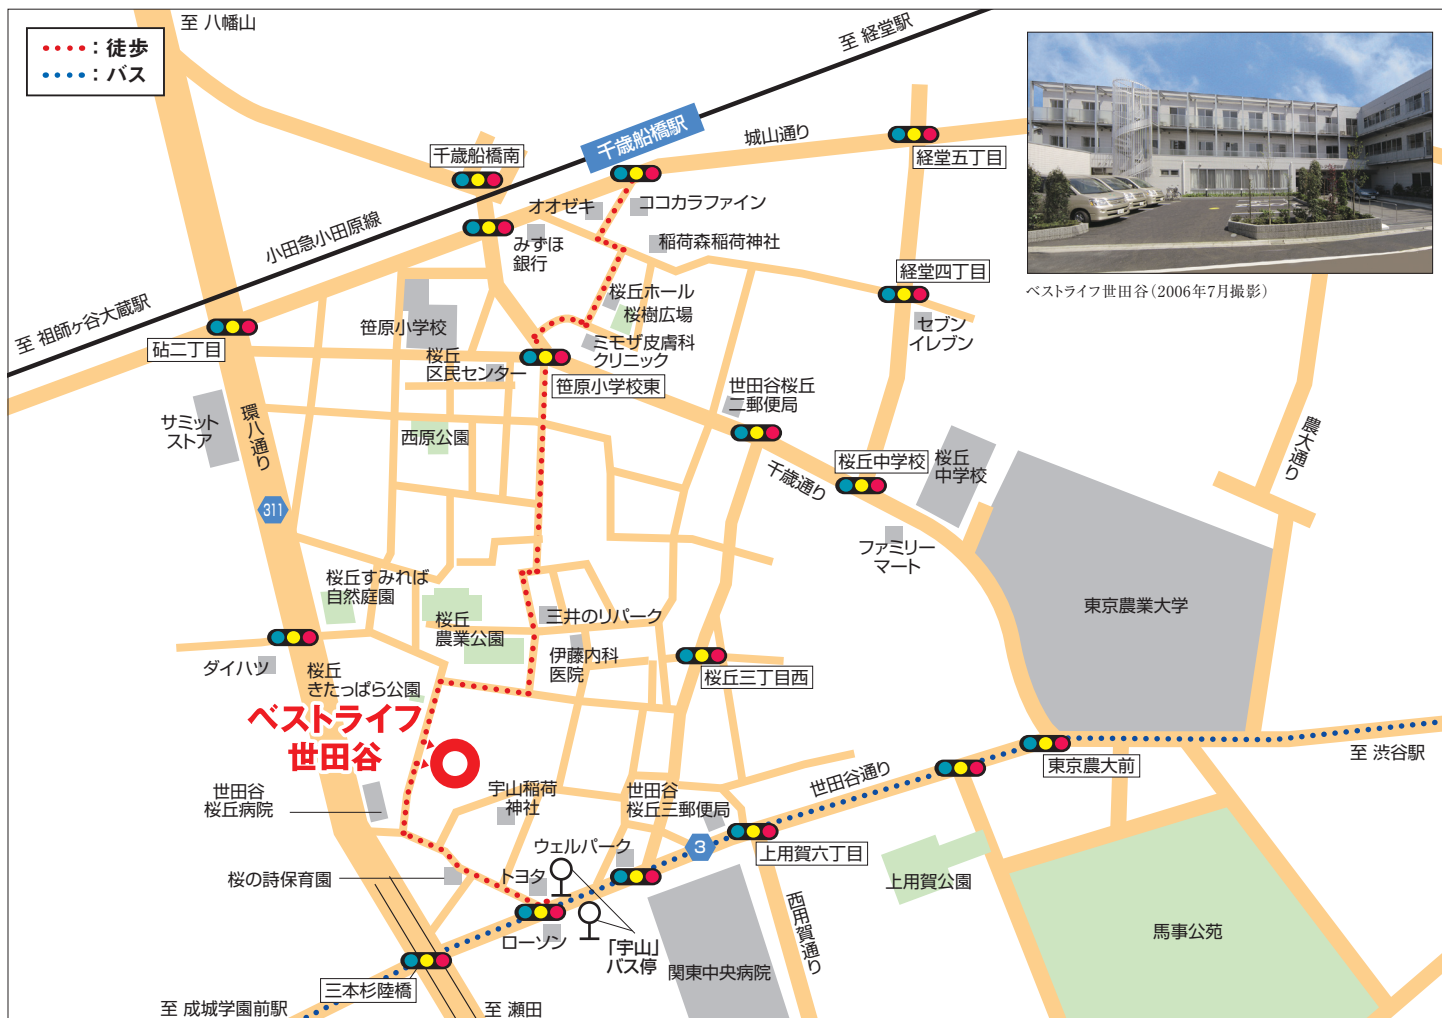 至 八幡山
：徒歩
：バス
至 経堂駅
千歳船橋駅
城山通り
経堂五丁目
千歳船橋南
小田急小田原線
至 祖師ヶ谷大蔵駅
オオゼキ
ココカラファイン
みずほ
銀行
稲荷森稲荷神社
経堂四丁目
ベストライフ世田谷（2006年7月撮影）
桜丘ホール
桜樹広場
セブン
イレブン
笹原小学校
ミモザ皮膚科
クリニック
砧二丁目
桜丘
区民センター
笹原小学校東
世田谷桜丘
二郵便局
サミット
ストア
環八通り
西原公園
千歳通り
桜丘中学校
桜丘
中学校
農大通り
311
ファミリー
マート
東京農業大学
桜丘すみれば
自然庭園
桜丘
農業公園
三井のリパーク
伊藤内科
医院
ダイハツ
桜丘
きたっぱら公園
桜丘三丁目西
ベストライフ
世田谷
至 渋谷駅
東京農大前
世田谷通り
世田谷
桜丘病院
宇山稲荷
神社
世田谷
桜丘三郵便局
3
上用賀六丁目
ウェルパーク
トヨタ
桜の詩保育園
上用賀公園
西用賀通り
馬事公苑
ローソン
「宇山」
バス停
関東中央病院
三本杉陸橋
至 成城学園前駅
至 瀬田